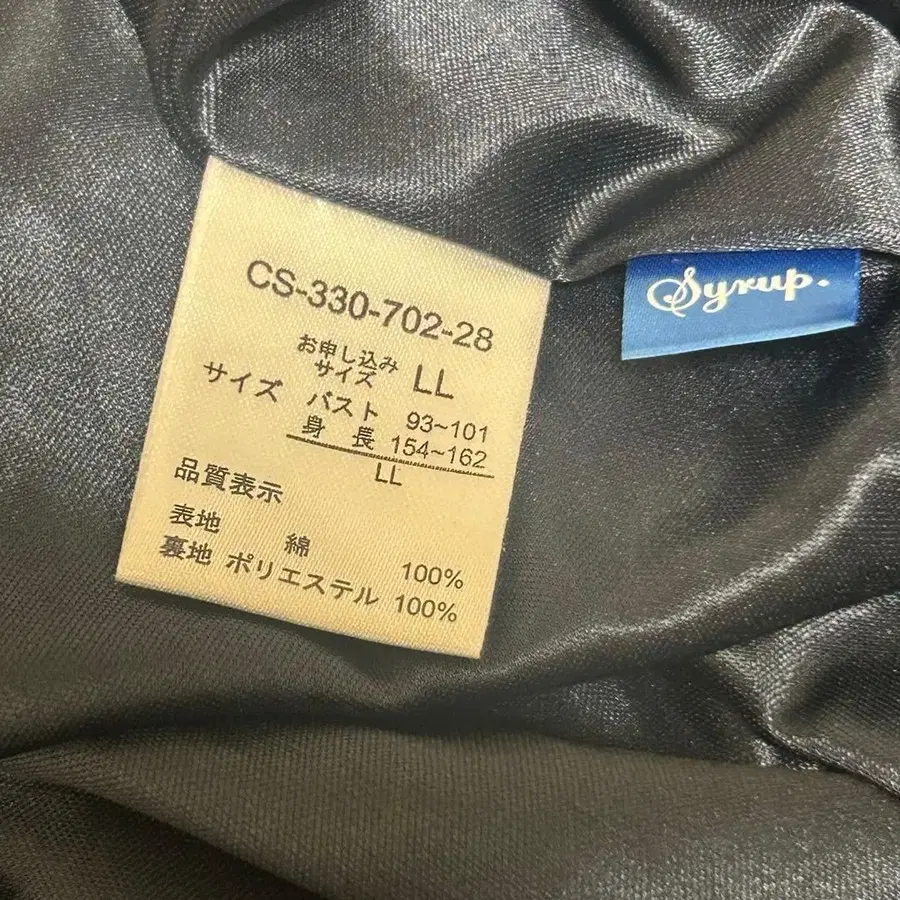 CS-330-702-28
お申し込み
サイズ LL
サイズ バスト 93~101
身 長 154~162
LL
品質表示
表地 綿 100%
裏地 ポリエステル 100%
Syrup.